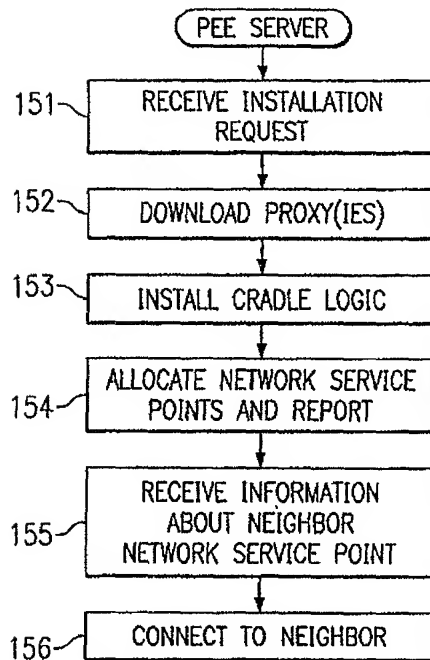 PEE SERVER
151
RECEIVE INSTALLATION
REQUEST
152
DOWNLOAD PROXY(IES)
153
INSTALL CRADLE LOGIC
154
ALLOCATE NETWORK SERVICE
POINTS AND REPORT
155
RECEIVE INFORMATION
ABOUT NEIGHBOR
NETWORK SERVICE POINT
156
CONNECT TO NEIGHBOR